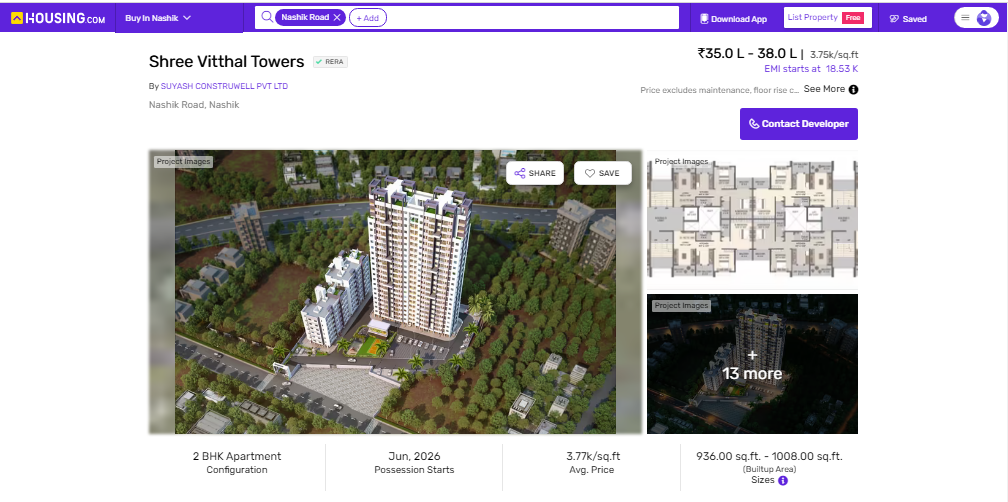 HOUSING.COM
Buy In Nashik
Nashik Road
+ Add
Download App
List Property Free
Saved
Shree Vitthal Towers
RERA
₹35.0 L - 38.0 L | 3.75k/sq.ft
EMI starts at 18.53 K
By SUYASH CONSTRUWELL PVT LTD
Price excludes maintenance, floor rise c... See More
Nashik Road, Nashik
Contact Developer
Project Images
SHARE
SAVE
Project Images
Project Images
+
13 more
2 BHK Apartment
Configuration
Jun, 2026
Possession Starts
3.77k/sq.ft
Avg. Price
936.00 sq.ft. - 1008.00 sq.ft.
(Builtup Area)
Sizes